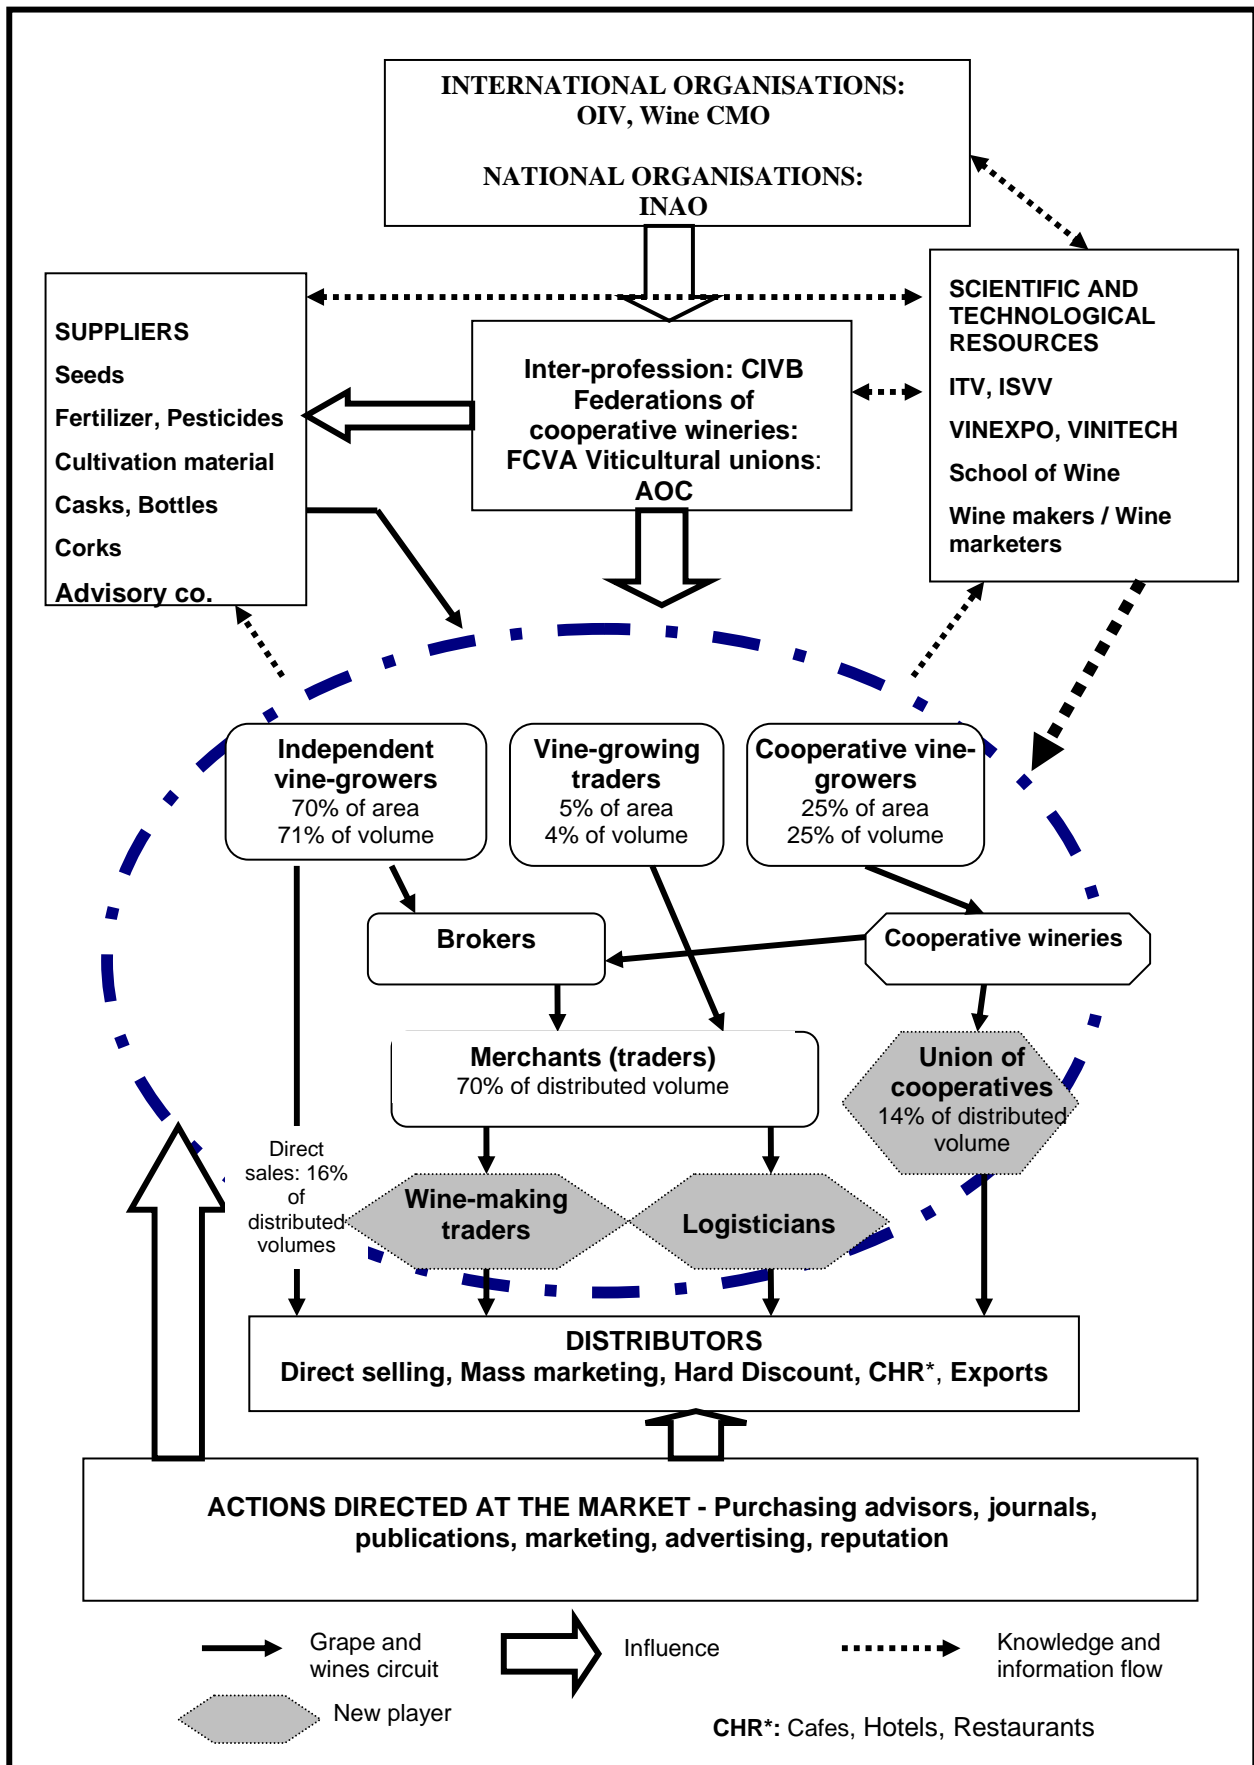 INTERNATIONAL ORGANISATIONS:
OIV, Wine CMO
NATIONAL ORGANISATIONS:
INAO
SUPPLIERS
Seeds
Fertilizer, Pesticides
Cultivation material
Casks, Bottles
Corks
Advisory co.
Inter-profession: CIVB
Federations of
cooperative wineries:
FCVA Viticultural unions:
AOC
SCIENTIFIC AND
TECHNOLOGICAL
RESOURCES
ITV, ISVV
VINEXPO, VINITECH
School of Wine
Wine makers / Wine
marketers
Independent
vine-growers
70% of area
71% of volume
Vine-growing
traders
5% of area
4% of volume
Cooperative vine-
growers
25% of area
25% of volume
Brokers
Cooperative wineries
Merchants (traders)
70% of distributed volume
Union of
cooperatives
14% of distributed
volume
Direct
sales: 16%
of
distributed
volumes
Wine-making
traders
Logisticians
DISTRIBUTORS
Direct selling, Mass marketing, Hard Discount, CHR*, Exports
ACTIONS DIRECTED AT THE MARKET - Purchasing advisors, journals,
publications, marketing, advertising, reputation
Grape and
wines circuit
Influence
Knowledge and
information flow
New player
CHR*: Cafes, Hotels, Restaurants